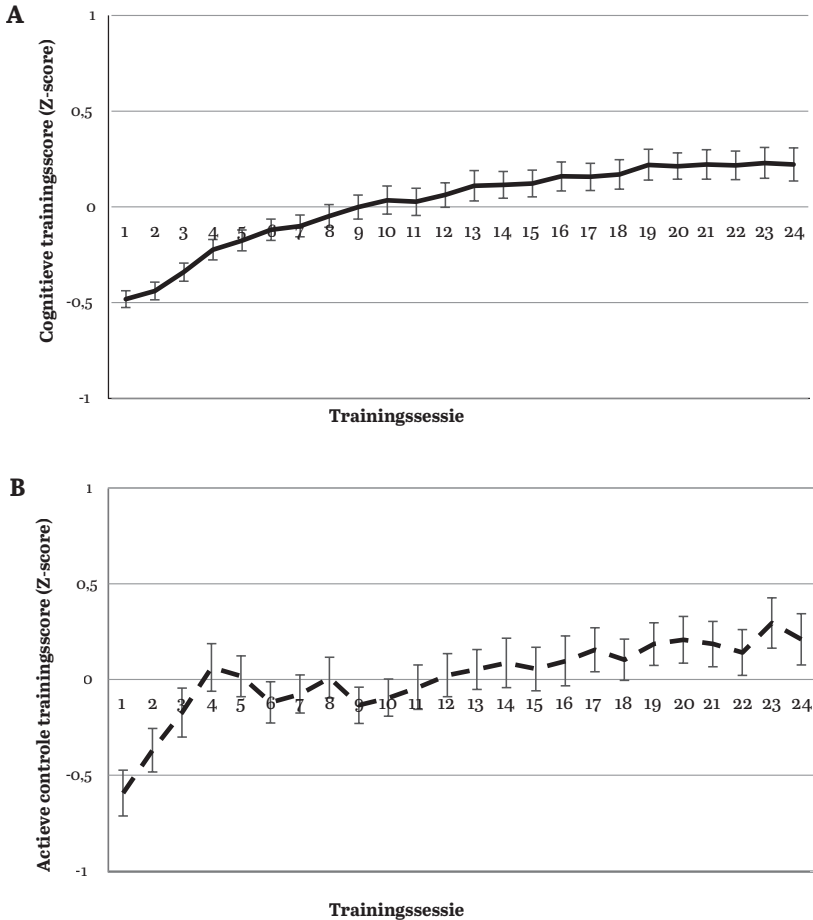 A
Cognitieve trainingsscore (Z-score)
1
0,5
0
-0,5
-1
1 2 3 4 5 6 7 8 9 10 11 12 13 14 15 16 17 18 19 20 21 22 23 24
Trainingssessie
B
Actieve controle trainingsscore (Z-score)
1
0,5
0
-0,5
-1
1 2 3 4 5 6 7 8 9 10 11 12 13 14 15 16 17 18 19 20 21 22 23 24
Trainingssessie